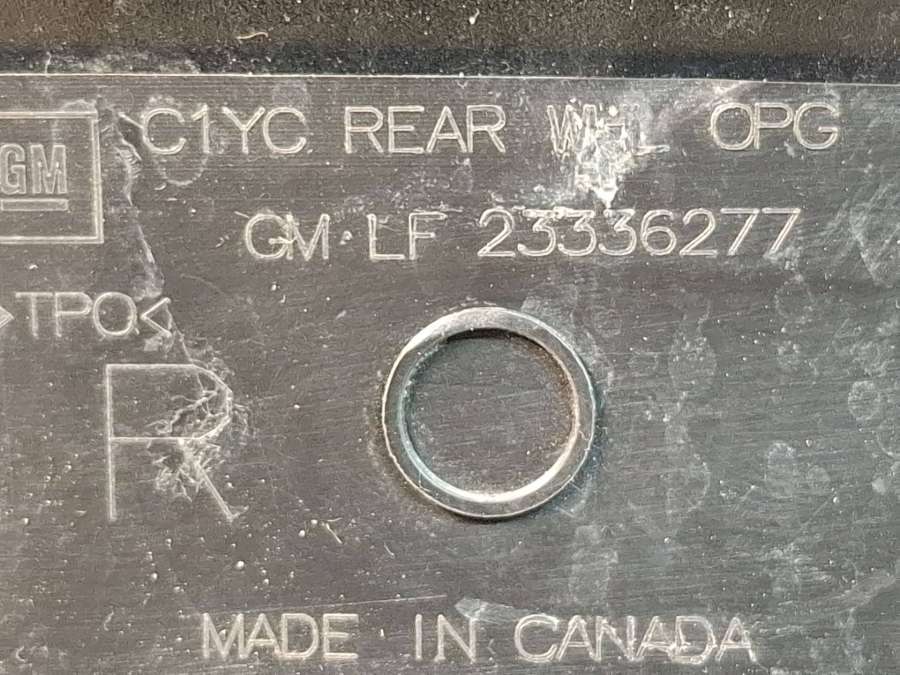 C1YC REAR WHL OPG
GM
GM LF 23336277
>TPO<
R
MADE IN CANADA